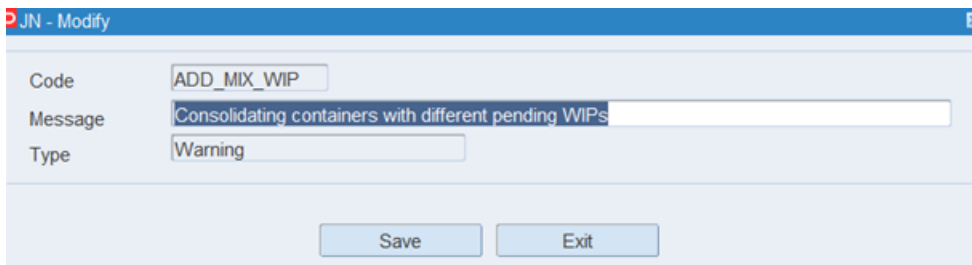 JN - Modify
Code ADD_MIX_WIP
Message Consolidating containers with different pending WIPs
Type Warning
Save Exit